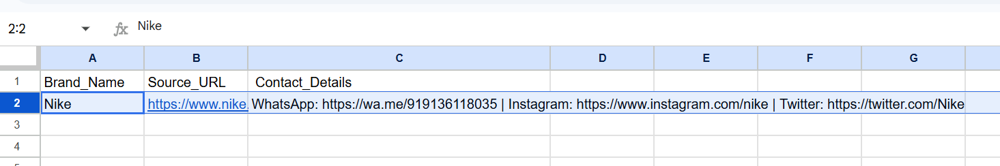 2:2 fx Nike
A B C D E F G
1 Brand_Name Source_URL Contact_Details
2 Nike https://www.nike. WhatsApp: https://wa.me/919136118035 | Instagram: https://www.instagram.com/nike | Twitter: https://twitter.com/Nike
3
4